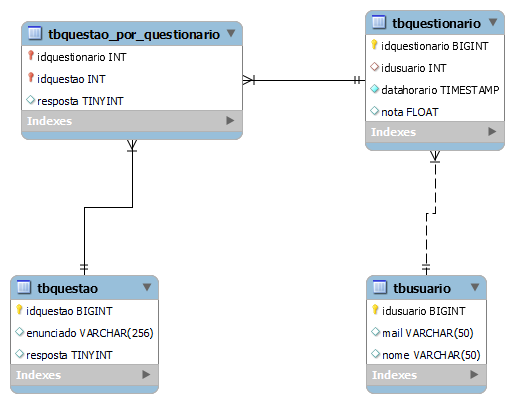 tbquestao_por_questionario
idquestionario INT
idquestao INT
resposta TINYINT
Indexes
tbquestionario
idquestionario BIGINT
idusuario INT
datahorario TIMESTAMP
nota FLOAT
Indexes
tbquestao
idquestao BIGINT
enunciado VARCHAR(256)
resposta TINYINT
Indexes
tbusuario
idusuario BIGINT
mail VARCHAR(50)
nome VARCHAR(50)
Indexes